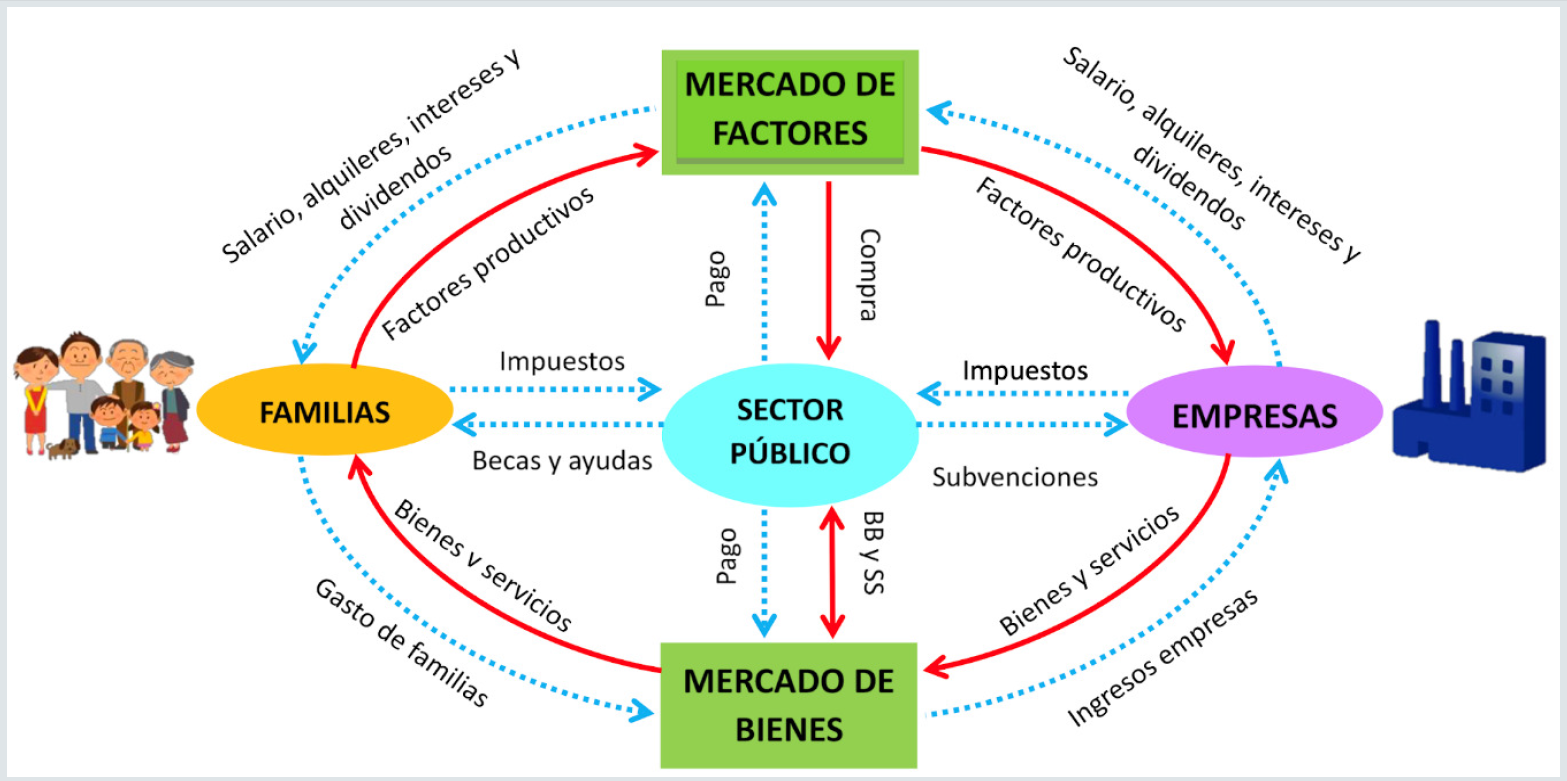 MERCADO DE
FACTORES
Salario, alquileres, intereses y
dividendos
Factores productivos
Salario, alquileres, intereses y
dividendos
Factores productivos
Pago
Compra
Impuestos
Impuestos
FAMILIAS
SECTOR
PÚBLICO
EMPRESAS
Becas y ayudas
Subvenciones
Bienes y servicios
Gasto de familias
Pago
BB y SS
Bienes y servicios
Ingresos empresas
MERCADO DE
BIENES